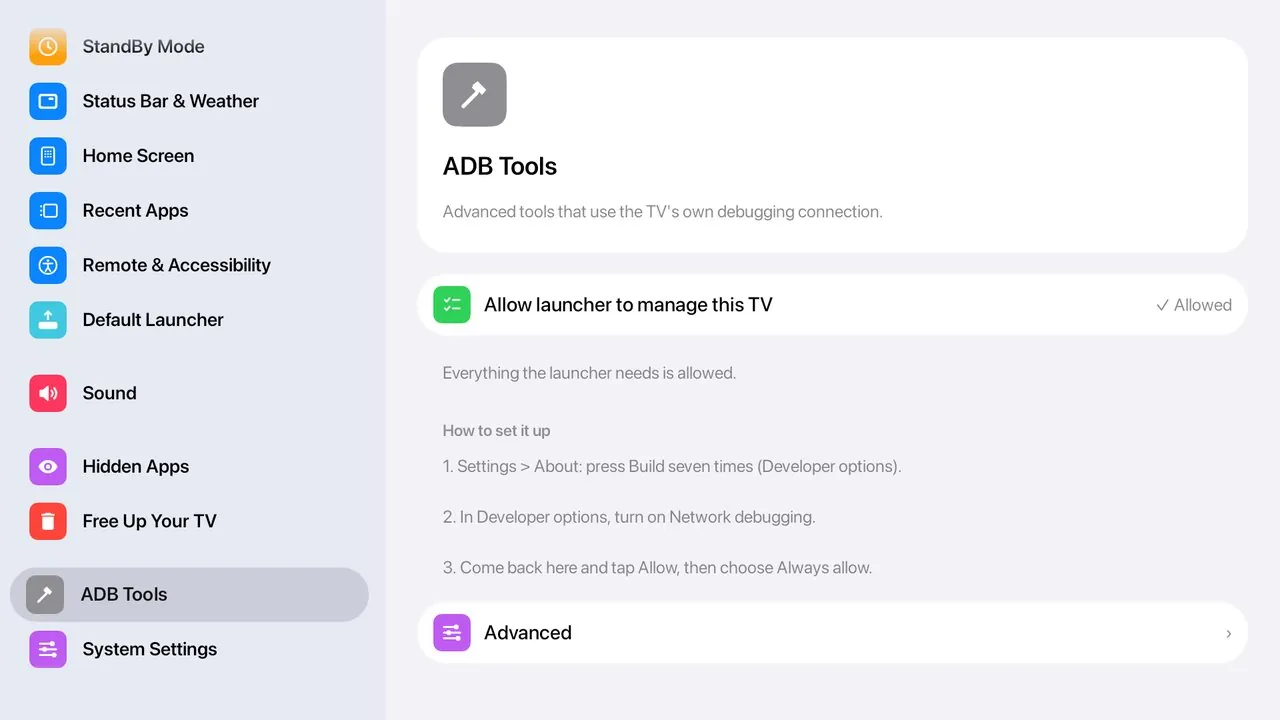 StandBy Mode
Status Bar & Weather
Home Screen
Recent Apps
Remote & Accessibility
Default Launcher
Sound
Hidden Apps
Free Up Your TV
ADB Tools
System Settings
ADB Tools
Advanced tools that use the TV's own debugging connection.
Allow launcher to manage this TV
✓ Allowed
Everything the launcher needs is allowed.
How to set it up
1. Settings > About: press Build seven times (Developer options).
2. In Developer options, turn on Network debugging.
3. Come back here and tap Allow, then choose Always allow.
Advanced